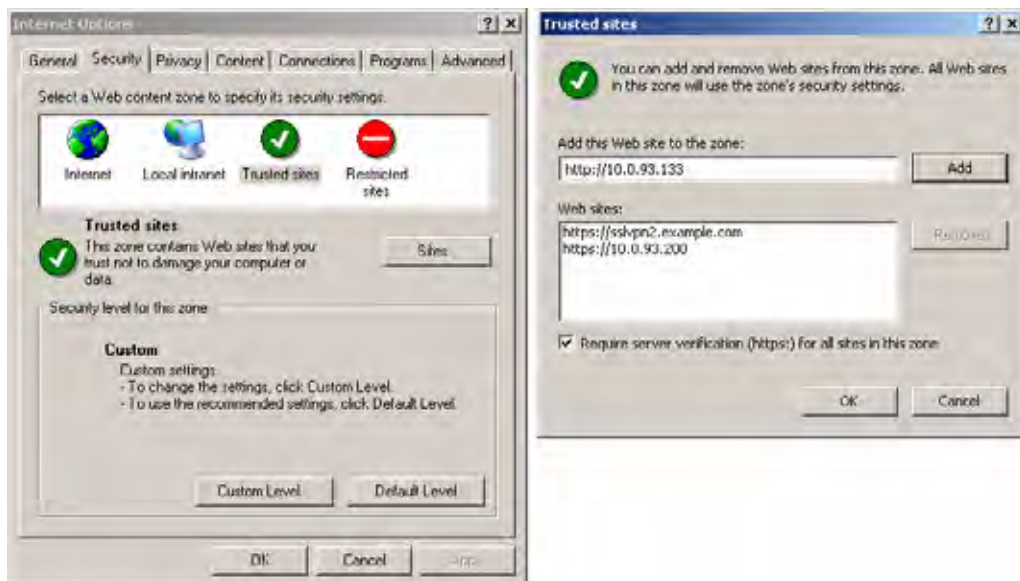 Internet Options
General
Security
Privacy
Content
Connections
Programs
Advanced
Select a Web content zone to specify its security settings.
Internet
Local intranet
Trusted sites
Restricted
sites
Trusted sites
This zone contains Web sites that you
trust not to damage your computer or
data.
Sites
Security level for this zone
Custom
Custom settings
- To change the settings, click Custom Level.
- To use the recommended settings, click Default Level.
Custom Level
Default Level
OK
Cancel
Trusted sites
You can add and remove Web sites from this zone. All Web sites
in this zone will use the zone's security settings.
Add this Web site to the zone:
http://10.0.93.133
Add
Web sites:
https://sslvpn2.example.com
https://10.0.93.200
Remove
Require server verification (https:) for all sites in this zone
OK
Cancel